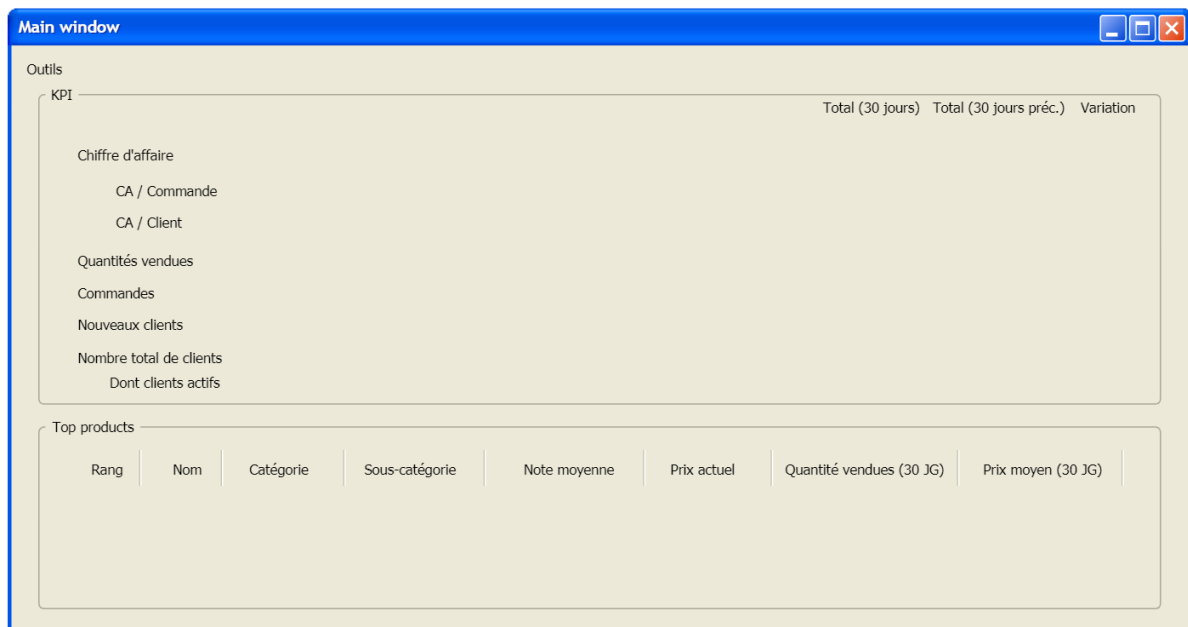 Main window
Outils
KPI
Total (30 jours) Total (30 jours préc.) Variation
Chiffre d'affaire
CA / Commande
CA / Client
Quantités vendues
Commandes
Nouveaux clients
Nombre total de clients
Dont clients actifs
Top products
Rang Nom Catégorie Sous-catégorie Note moyenne Prix actuel Quantité vendues (30 JG) Prix moyen (30 JG)